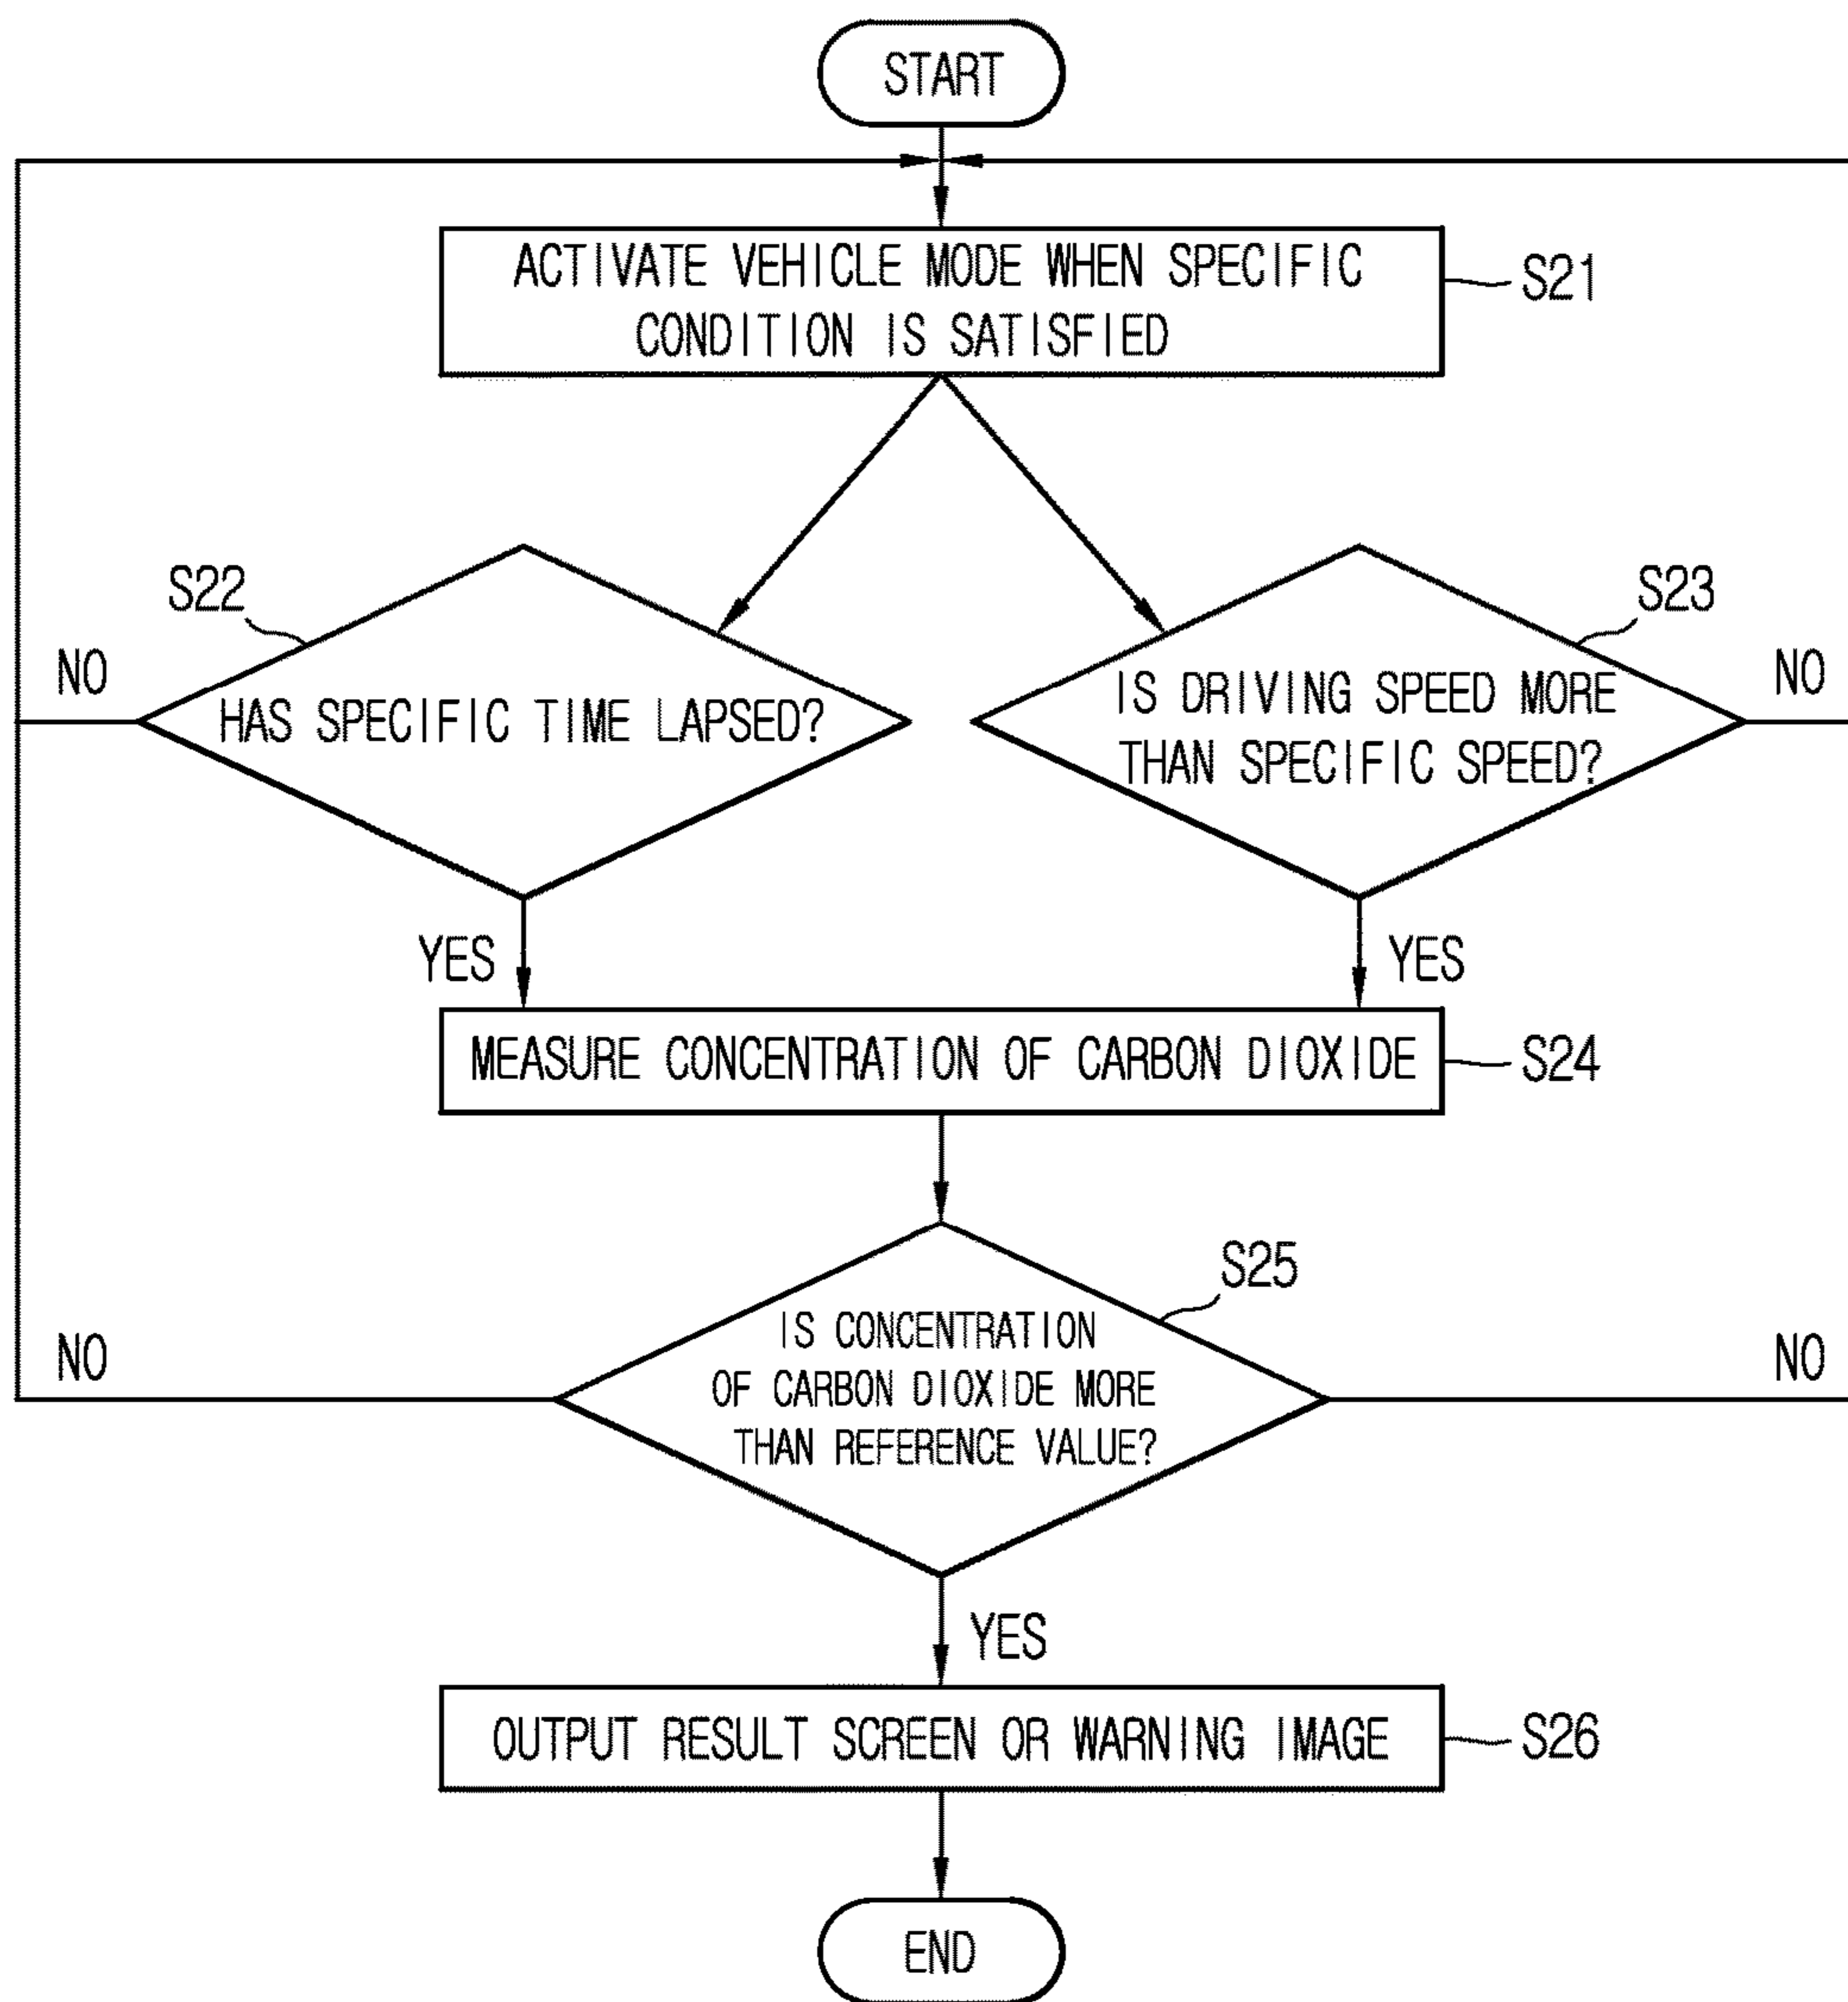 START
ACTIVATE VEHICLE MODE WHEN SPECIFIC
CONDITION IS SATISFIED
S21
S22
S23
NO
HAS SPECIFIC TIME LAPSED?
IS DRIVING SPEED MORE
THAN SPECIFIC SPEED?
NO
YES
YES
MEASURE CONCENTRATION OF CARBON DIOXIDE
S24
S25
NO
IS CONCENTRATION
OF CARBON DIOXIDE MORE
THAN REFERENCE VALUE?
NO
YES
OUTPUT RESULT SCREEN OR WARNING IMAGE
S26
END